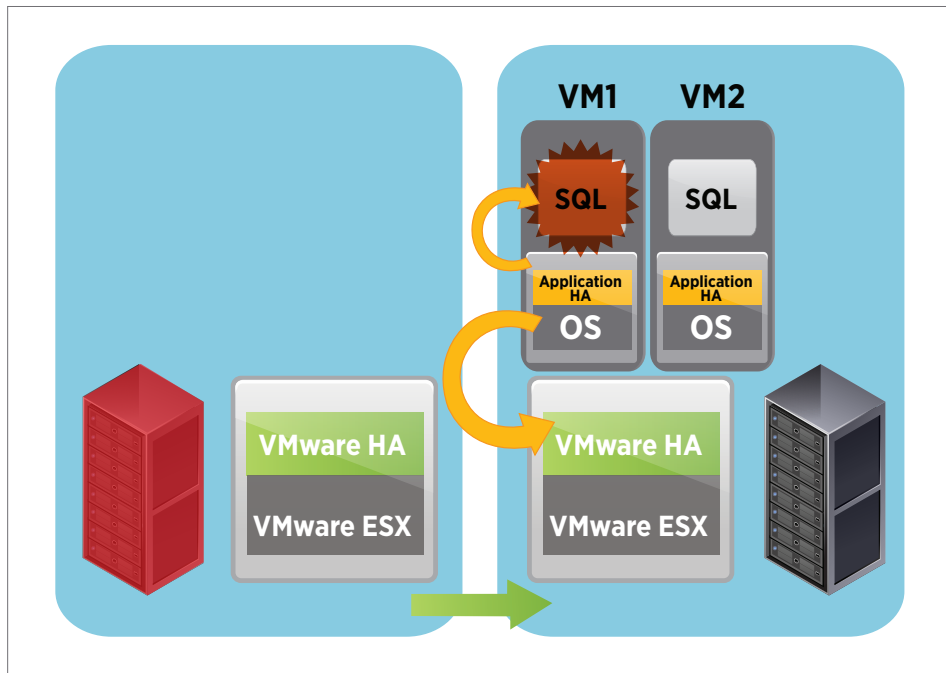 VM1 VM2
SQL SQL
Application
HA
OS
Application
HA
OS
VMware HA
VMware ESX
VMware HA
VMware ESX